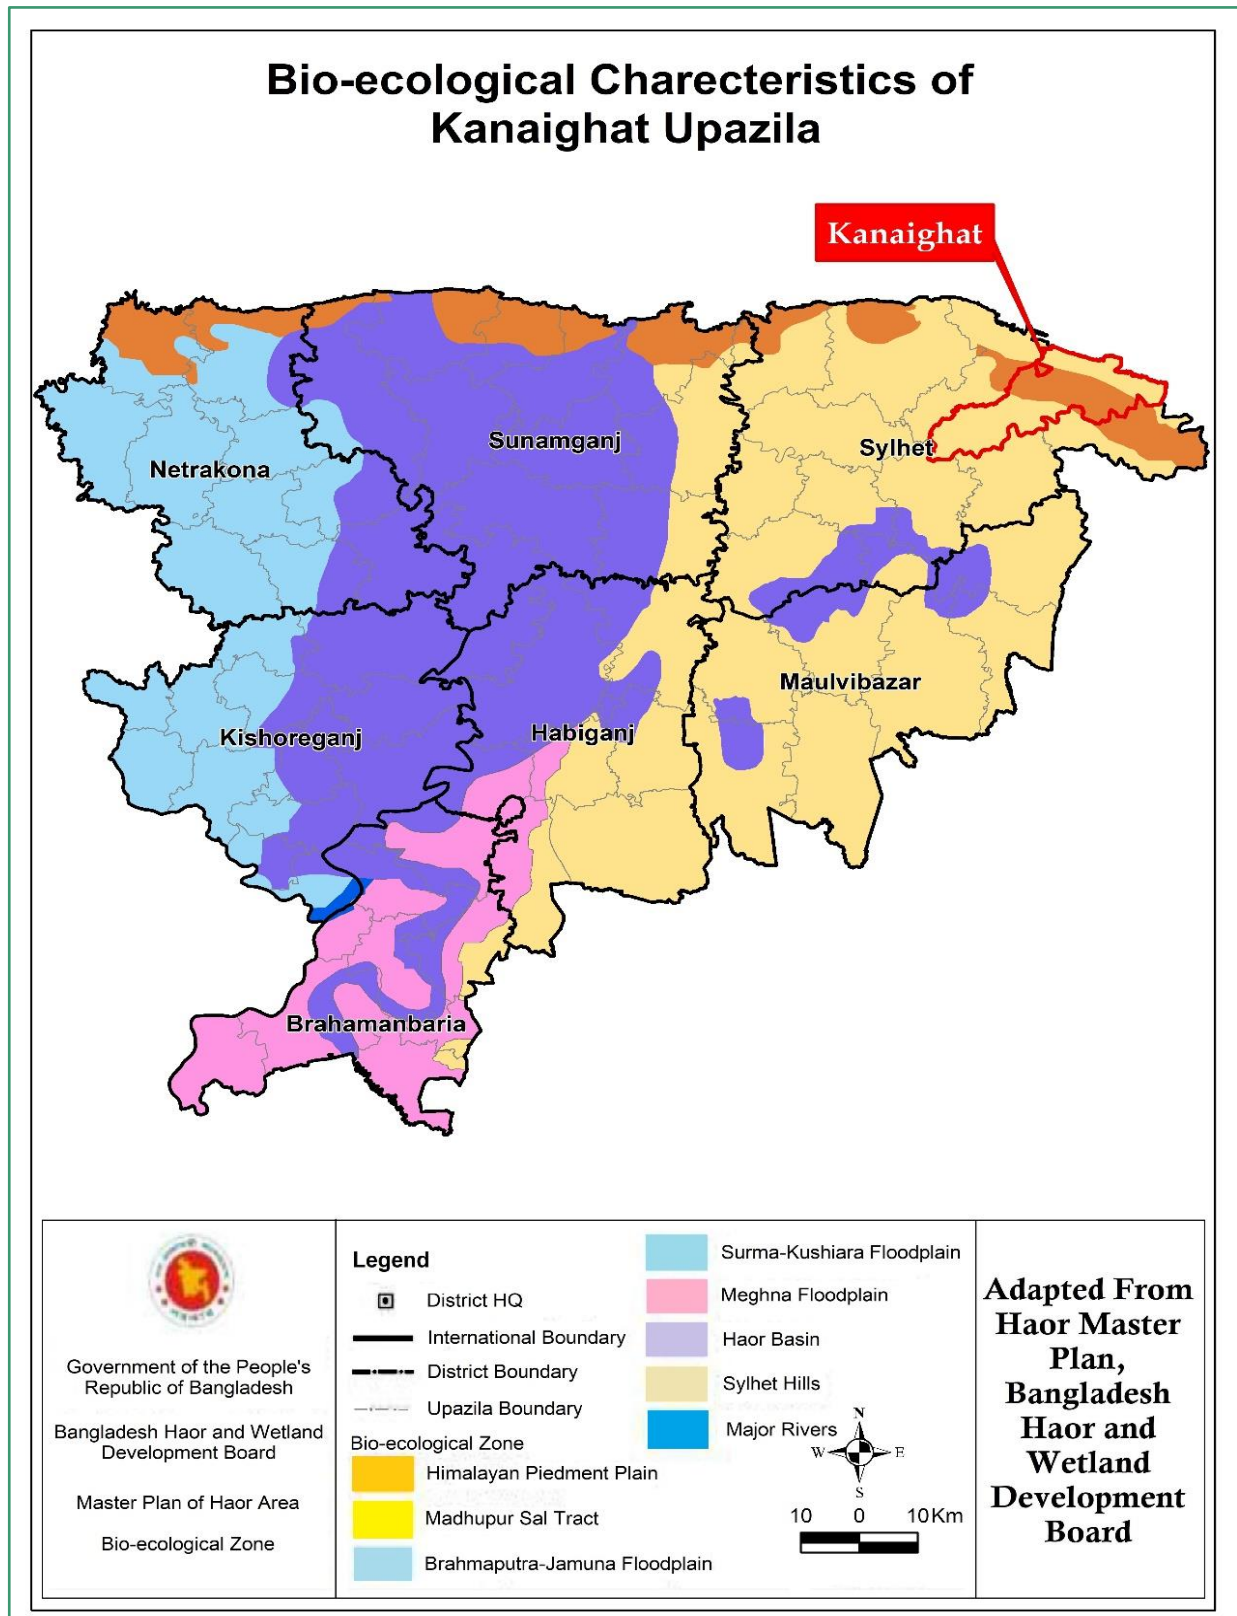 Bio-ecological Charecteristics of
Kanaighat Upazila
Kanaighat
Sunamganj
Sylhet
Netrakona
Maulvibazar
Habiganj
Kishoreganj
Brahamanbaria
Government of the People's
Republic of Bangladesh
Bangladesh Haor and Wetland
Development Board
Master Plan of Haor Area
Bio-ecological Zone
Legend
District HQ
International Boundary
District Boundary
Upazila Boundary
Bio-ecological Zone
Himalayan Piedment Plain
Madhupur Sal Tract
Brahmaputra-Jamuna Floodplain
Surma-Kushiara Floodplain
Meghna Floodplain
Haor Basin
Sylhet Hills
Major Rivers
N
W E
S
10 0 10Km
Adapted From
Haor Master
Plan,
Bangladesh
Haor and
Wetland
Development
Board